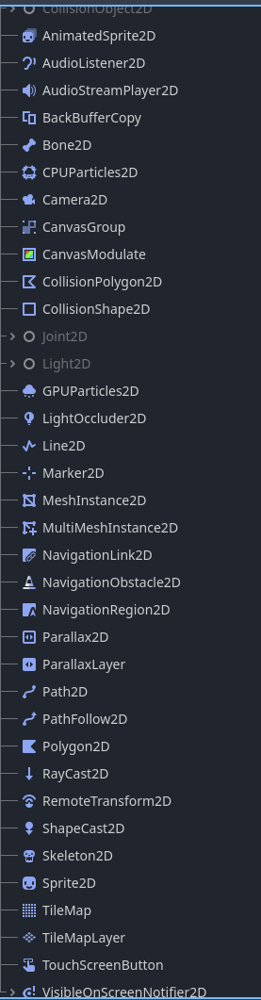 CollisionObject2D
AnimatedSprite2D
AudioListener2D
AudioStreamPlayer2D
BackBufferCopy
Bone2D
CPUParticles2D
Camera2D
CanvasGroup
CanvasModulate
CollisionPolygon2D
CollisionShape2D
Joint2D
Light2D
GPUParticles2D
LightOccluder2D
Line2D
Marker2D
MeshInstance2D
MultiMeshInstance2D
NavigationLink2D
NavigationObstacle2D
NavigationRegion2D
Parallax2D
ParallaxLayer
Path2D
PathFollow2D
Polygon2D
RayCast2D
RemoteTransform2D
ShapeCast2D
Skeleton2D
Sprite2D
TileMap
TileMapLayer
TouchScreenButton
VisibleOnScreenNotifier2D